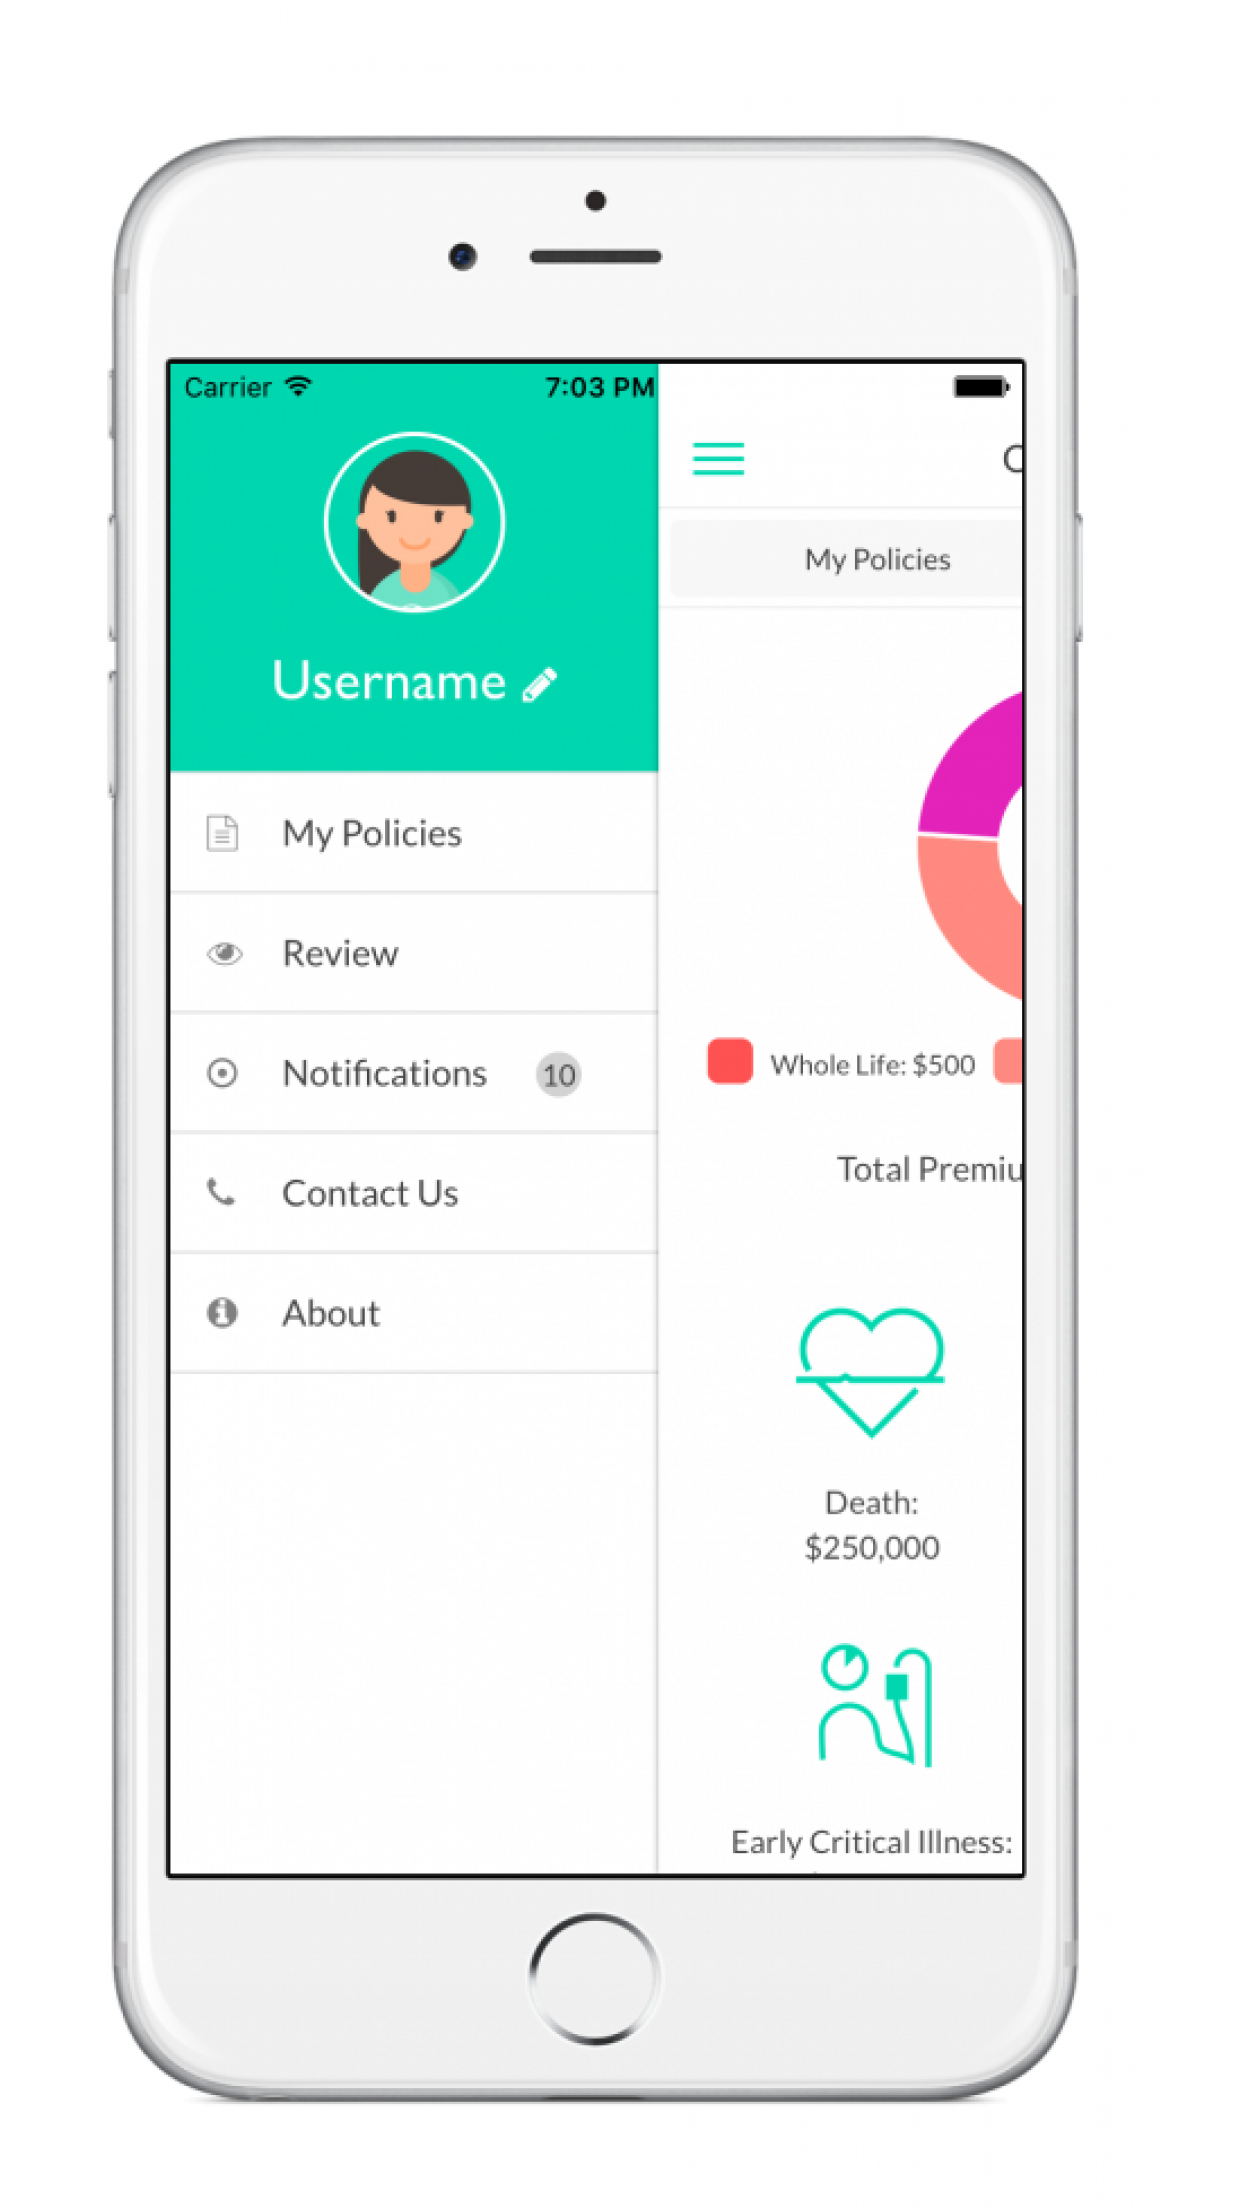 Carrier 7:03 PM
Username
My Policies
Review
Notifications 10
Contact Us
About
My Policies
Whole Life: $500
Total
Death:
$250,000
Early Critical Illness: